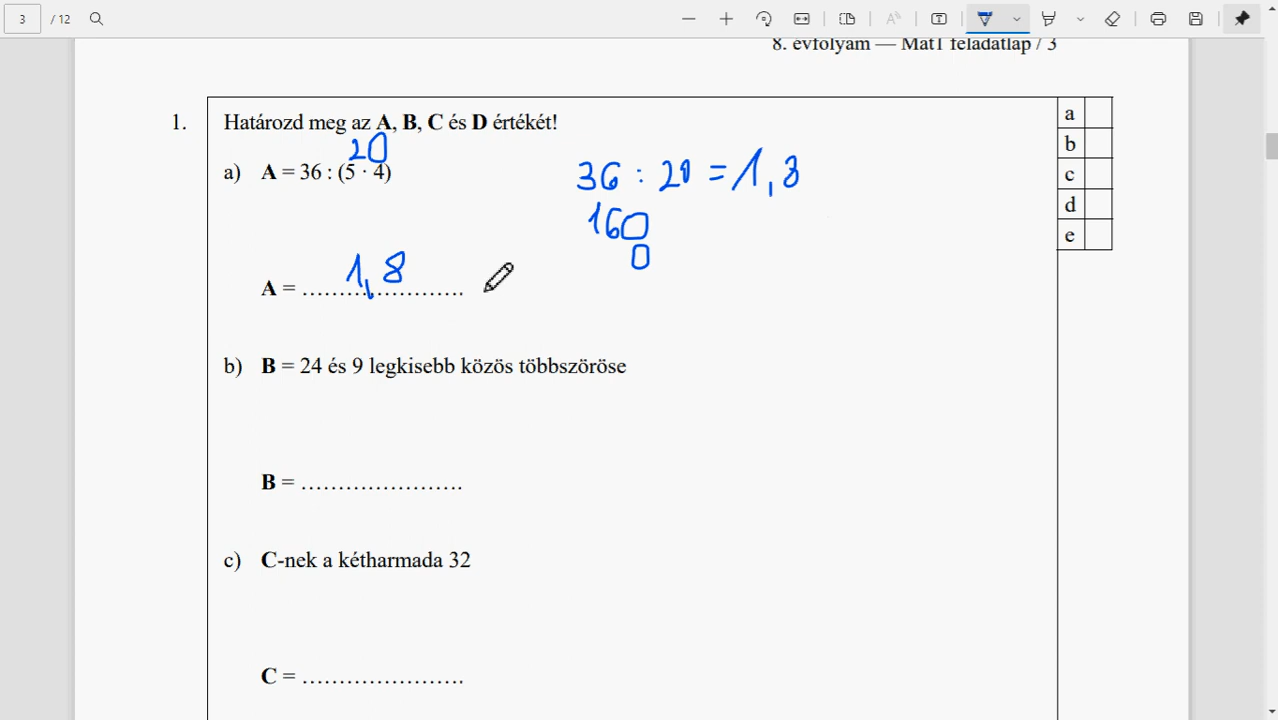 3 / 12
8. évfolyam — Mat1 feladatlap / 3
1. Határozd meg az A, B, C és D értékét!
20
a) A = 36 : (5 · 4)
36 : 20 = 1,8
160
0
A = 1,8
b) B = 24 és 9 legkisebb közös többszöröse
B = ......................
c) C-nek a kétharmada 32
C = ......................
a
b
c
d
e